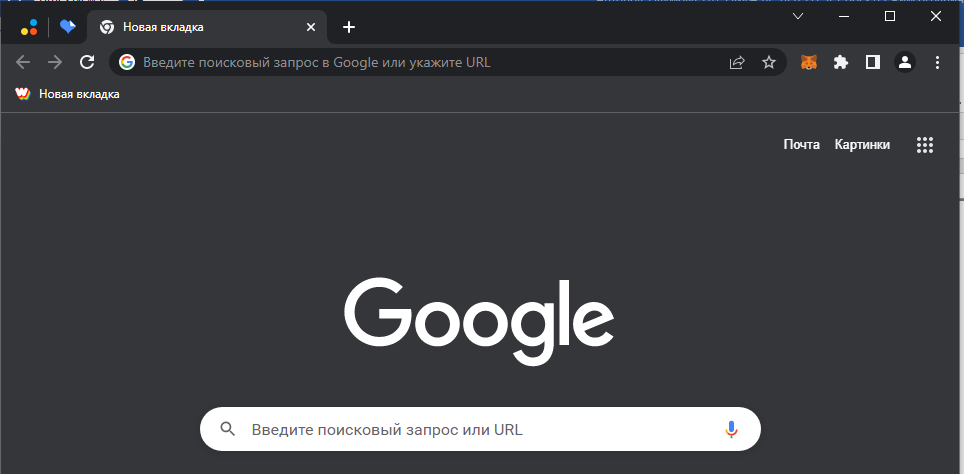 Новая вкладка
Введите поисковый запрос в Google или укажите URL
Новая вкладка
Почта Картинки
Google
Введите поисковый запрос или URL